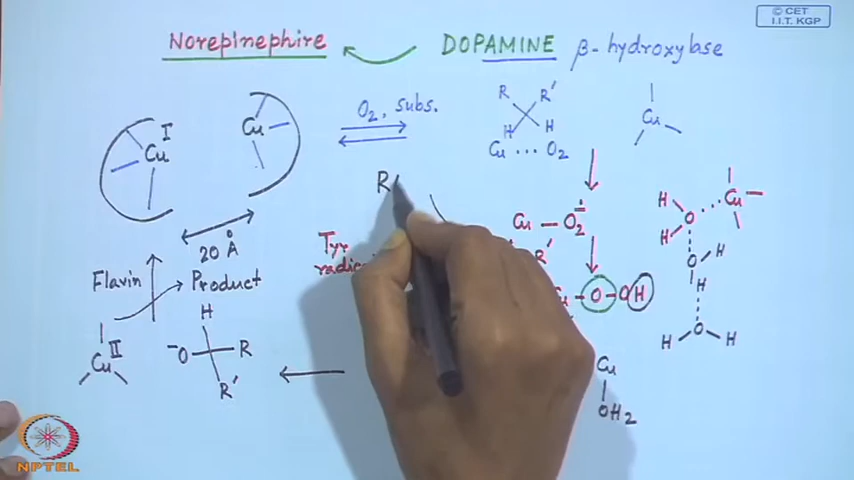 © CET
I.I.T. KGP
Norepinephire
DOPAMINE β-hydroxylase
Cu I
Cu
O2, subs.
R R'
H H
Cu ... O2
Cu
20 Å
R
Cu — O2
R'
Tyr
Flavin
Product
O — OH
H
H O ... Cu
H
O H
H
H O H
Cu II
H
-O R
R'
Cu
OH2
NPTEL